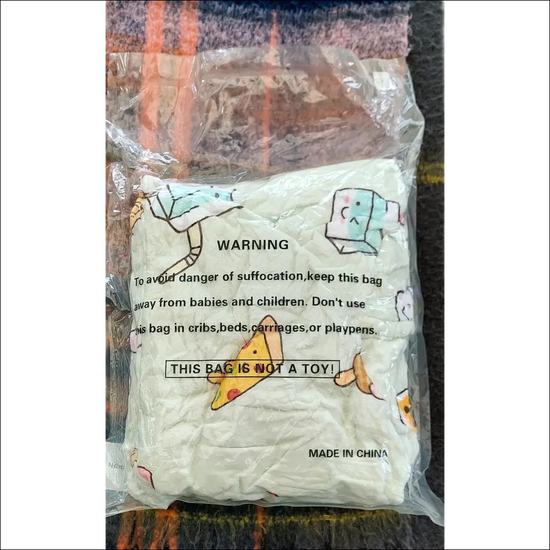 WARNING
To avoid danger of suffocation,keep this bag
away from babies and children. Don't use
this bag in cribs,beds,carriages,or playpens.
THIS BAG IS NOT A TOY!
MADE IN CHINA